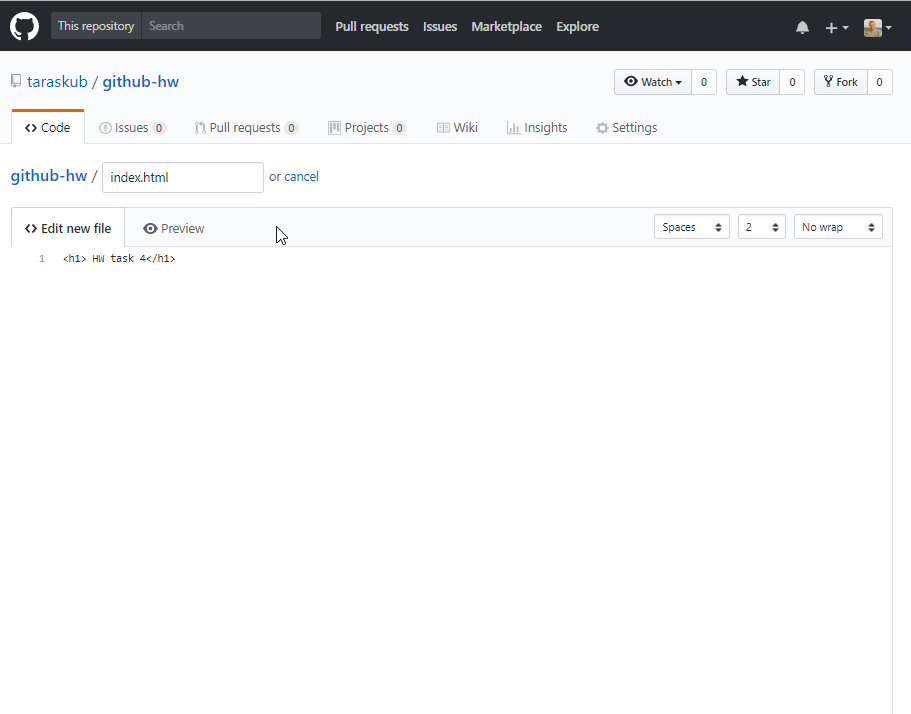 This repository Search Pull requests Issues Marketplace Explore
taraskub / github-hw Watch 0 Star 0 Fork 0
Code Issues 0 Pull requests 0 Projects 0 Wiki Insights Settings
github-hw / index.html or cancel
Edit new file Preview Spaces 2 No wrap
1 <h1> HW task 4</h1>